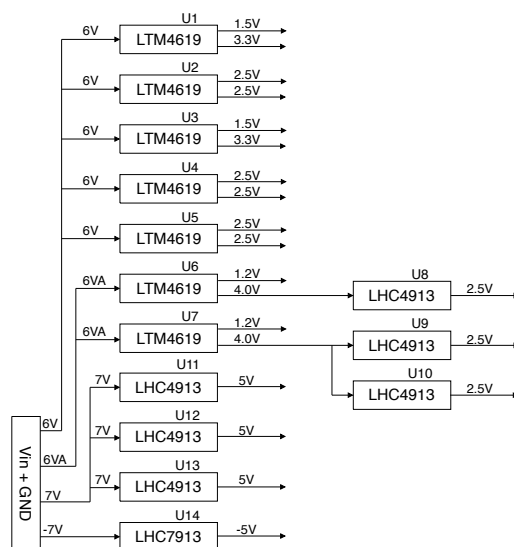 U1
6V LTM4619 1.5V
3.3V
U2
6V LTM4619 2.5V
2.5V
U3
6V LTM4619 1.5V
3.3V
U4
6V LTM4619 2.5V
2.5V
U5
6V LTM4619 2.5V
2.5V
U6
6VA LTM4619 1.2V
4.0V
U8
LHC4913 2.5V
U7
6VA LTM4619 1.2V
4.0V
U9
LHC4913 2.5V
U11
7V LHC4913 5V
U10
LHC4913 2.5V
U12
7V LHC4913 5V
U13
7V LHC4913 5V
U14
LHC7913 -5V
Vin + GND
6V
6VA
7V
-7V